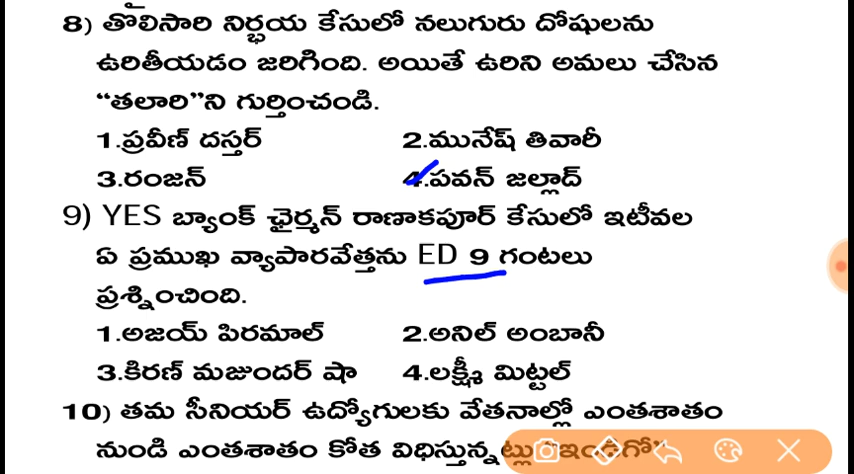 8) తొలిసారి నిర్భయ కేసులో నలుగురు దోషులను
ఉరితీయడం జరిగింది. అయితే ఉరిని అమలు చేసిన
“తలారి”ని గుర్తించండి.
1.ప్రవీణ్ దస్తర్ 2.మునేష్ తివారీ
3.రంజన్ 4.పవన్ జల్లాద్
9) YES బ్యాంక్ ఛైర్మన్ రాణాకపూర్ కేసులో ఇటీవల
ఏ ప్రముఖ వ్యాపారవేత్తను ED 9 గంటలు
ప్రశ్నించింది.
1.అజయ్ పిరమాల్ 2.అనిల్ అంబానీ
3.కిరణ్ మజుందర్ షా 4.లక్ష్మీ మిట్టల్
10) తమ సీనియర్ ఉద్యోగులకు వేతనాల్లో ఎంతశాతం
నుండి ఎంతశాతం కోత విధిస్తున్నట్లు “ఇండిగో”